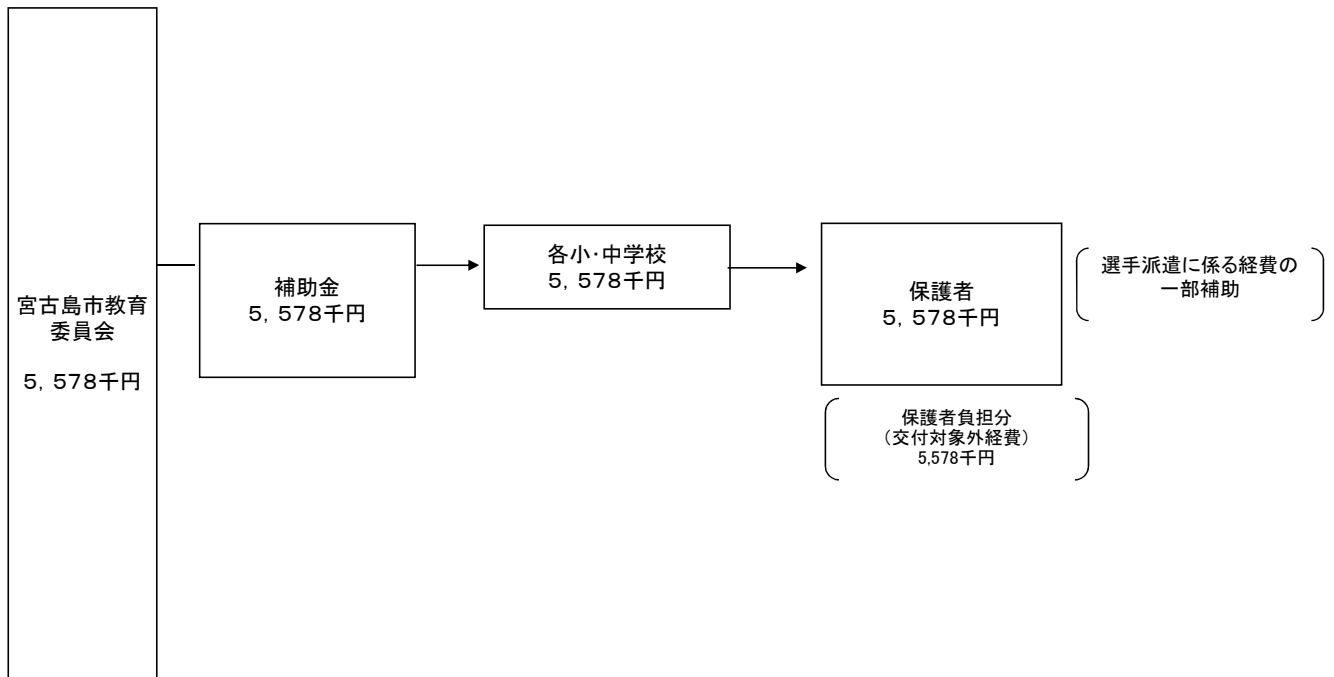 宮古島市教育
委員会
5,578千円
補助金
5,578千円
各小・中学校
5,578千円
保護者
5,578千円
選手派遣に係る経費の
一部補助
保護者負担分
（交付対象外経費）
5,578千円